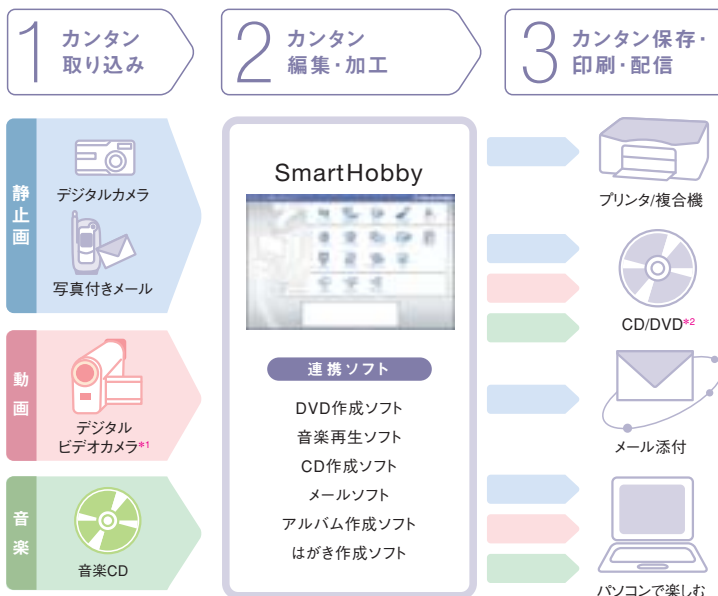 1
カンタン
取り込み
2
カンタン
編集・加工
3
カンタン保存・
印刷・配信
静止画
デジタルカメラ
写真付きメール
動画
デジタル
ビデオカメラ*1
音楽
音楽CD
SmartHobby
連携ソフト
DVD作成ソフト
音楽再生ソフト
CD作成ソフト
メールソフト
アルバム作成ソフト
はがき作成ソフト
プリンタ/複合機
CD/DVD*2
メール添付
パソコンで楽しむ